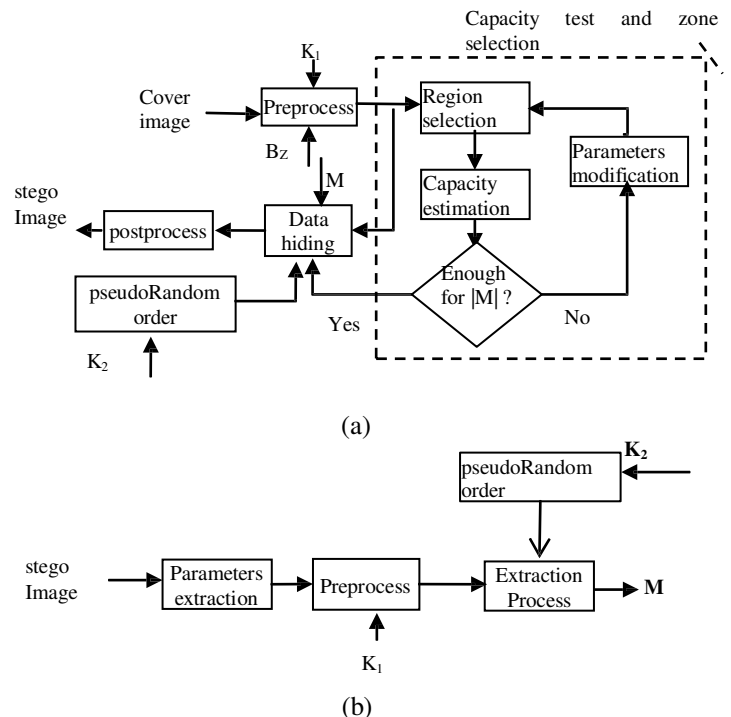 Capacity test and zone
selection
K₁
Cover
image
Preprocess
Region
selection
B_Z
Parameters
modification
M
stego
Image
Capacity
estimation
postprocess
Data
hiding
Enough
for |M| ?
pseudoRandom
order
Yes
No
K₂
(a)
K₂
pseudoRandom
order
stego
Image
Parameters
extraction
Preprocess
Extraction
Process
M
K₁
(b)